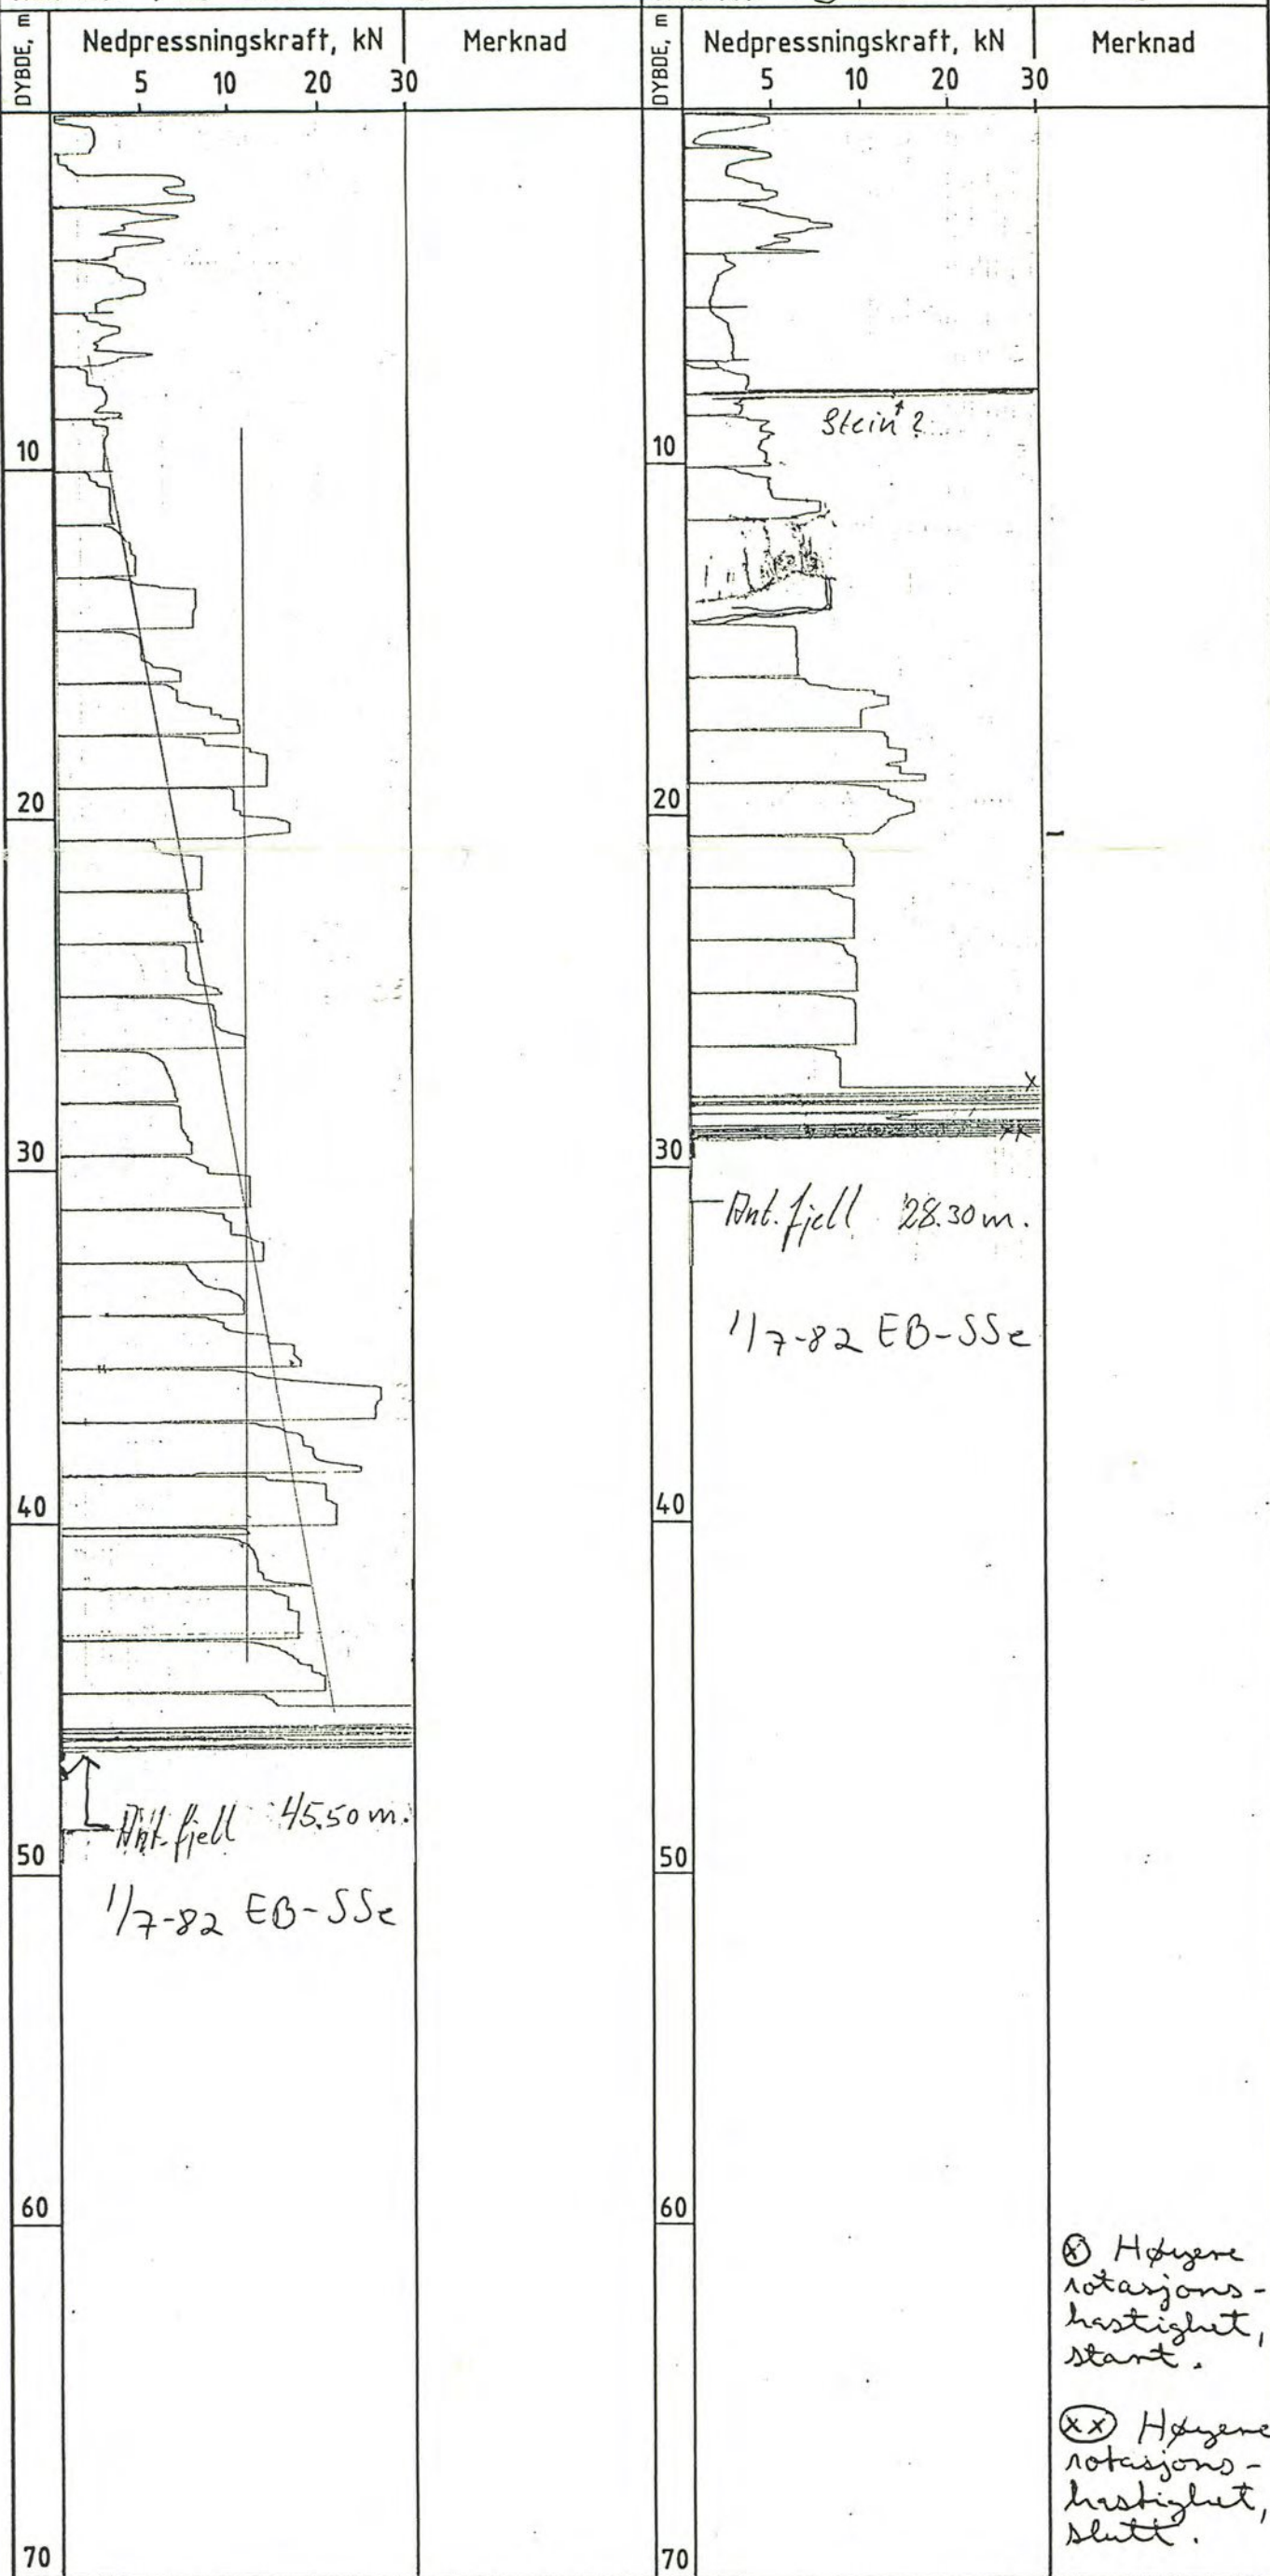 DYBDE, m
Nedpressningskraft, kN
Merknad
5 10 20 30
10
20
30
40
Ant. fjell 45.50 m.
50
1/7-82 EB-SSe
60
70
DYBDE, m
Nedpressningskraft, kN
Merknad
5 10 20 30
Stein?
10
20
x
xx
30
Ant. fjell 28.30 m.
1/7-82 EB-SSe
40
50
60
70
ⓧ Høyere
rotasjons-
hastighet,
start.
(xx) Høyere
rotasjons-
hastighet,
slutt.